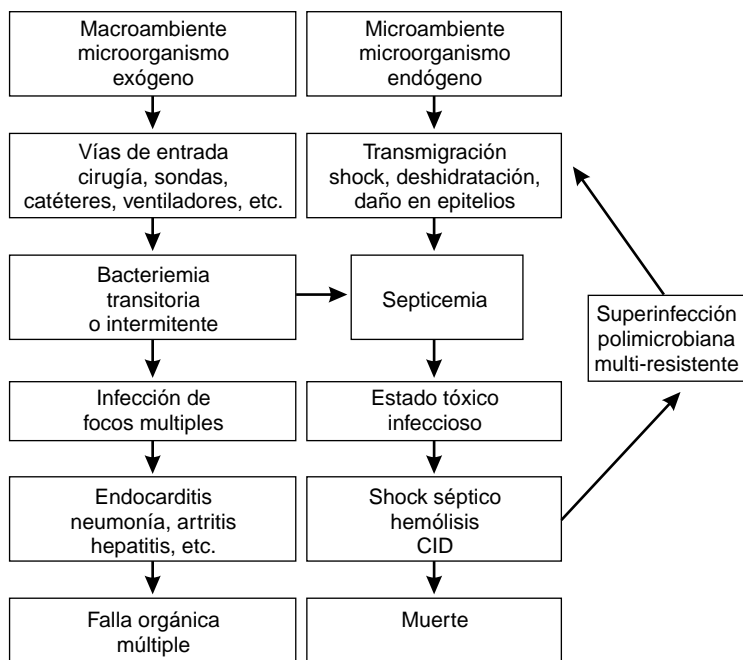 Macroambiente
microorganismo
exógeno
Microambiente
microorganismo
endógeno
Vías de entrada
cirugía, sondas,
catéteres, ventiladores, etc.
Transmigración
shock, deshidratación,
daño en epitelios
Bacteriemia
transitoria
o intermitente
Septicemia
Superinfección
polimicrobiana
multi-resistente
Infección de
focos multiples
Estado tóxico
infeccioso
Endocarditis
neumonía, artritis
hepatitis, etc.
Shock séptico
hemólisis
CID
Falla orgánica
múltiple
Muerte